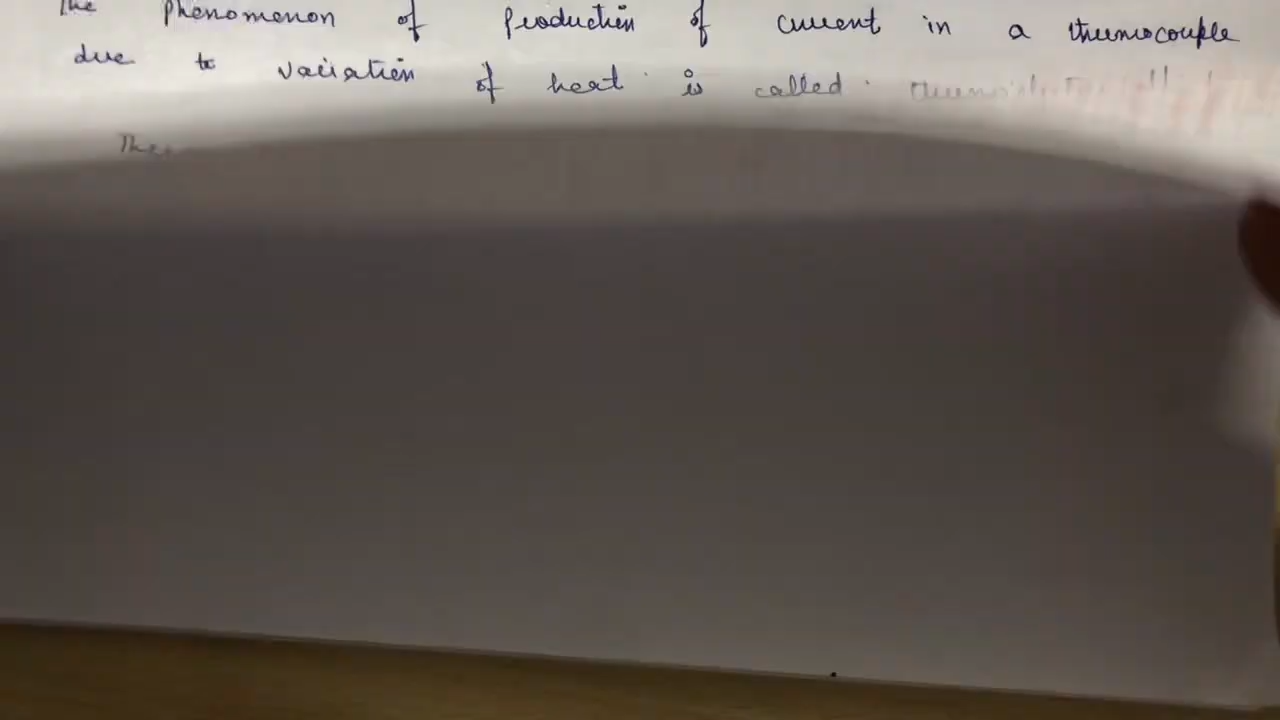 The phenomenon of production of current in a thermocouple
due to variation of heat is called